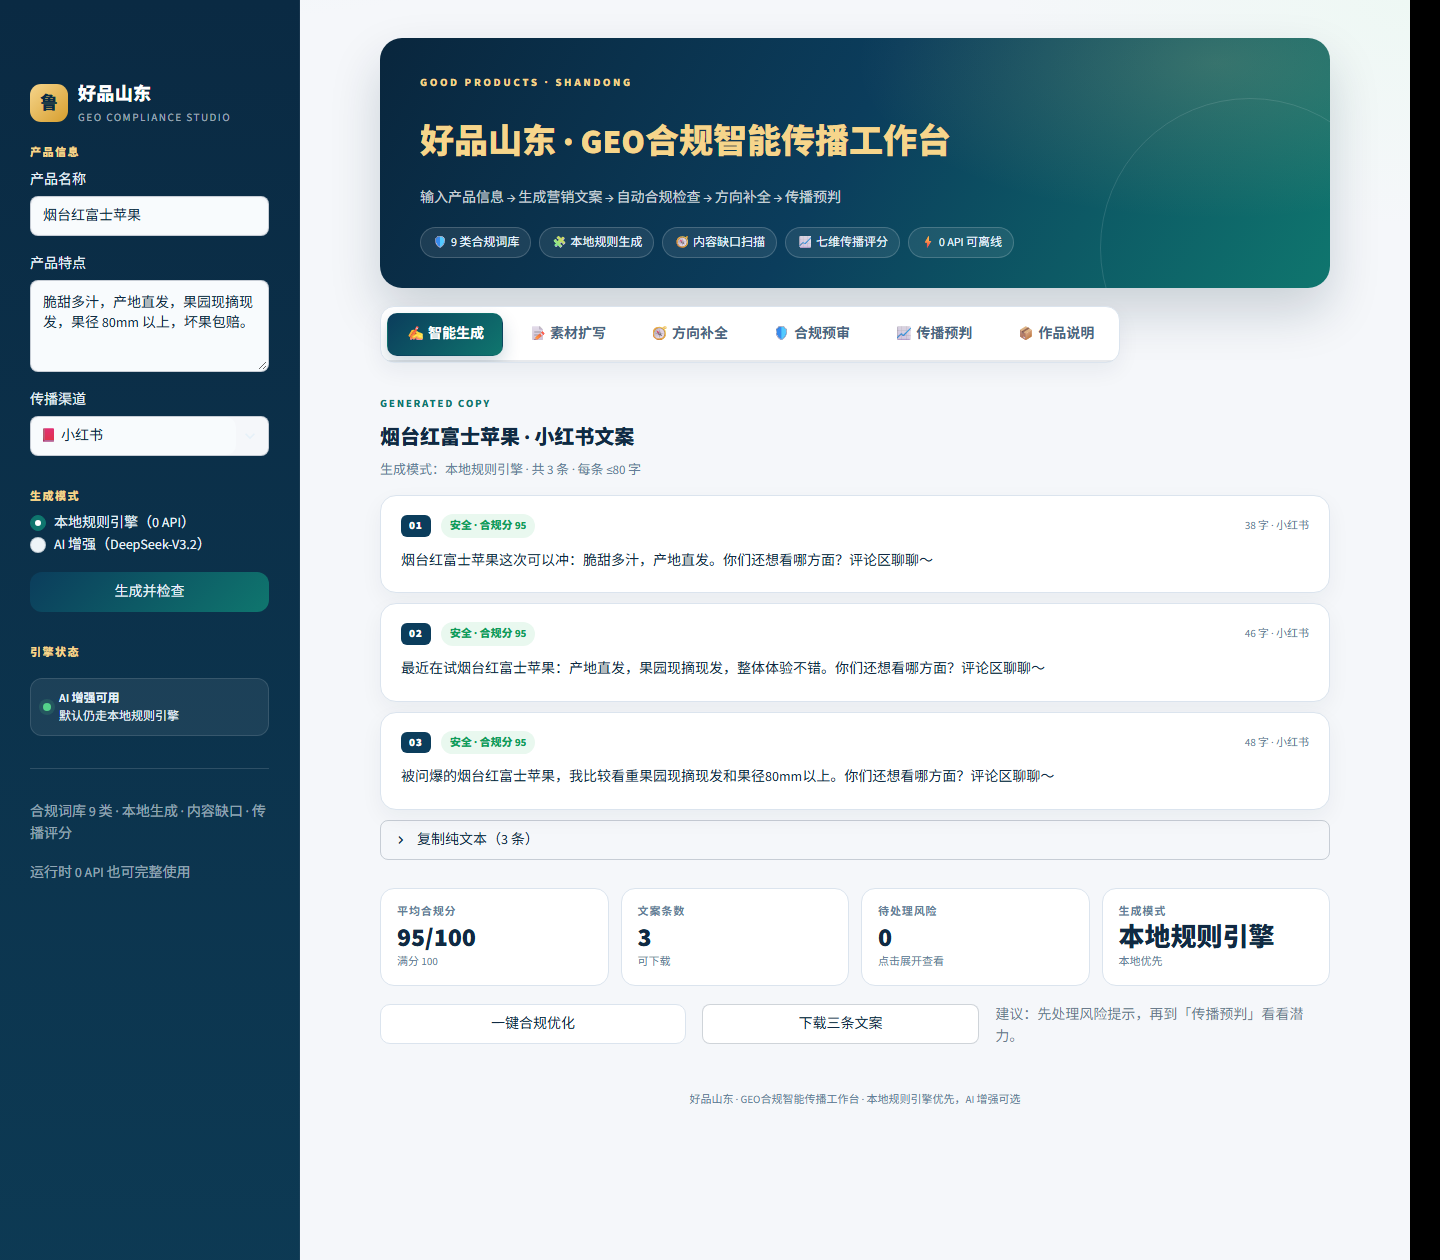 鲁
好品山东
GEO COMPLIANCE STUDIO
产品信息
产品名称
烟台红富士苹果
产品特点
脆甜多汁，产地直发，果园现摘现
发，果径 80mm 以上，坏果包赔。
传播渠道
小红书
生成模式
本地规则引擎（0 API）
AI 增强（DeepSeek-V3.2）
生成并检查
引擎状态
AI 增强可用
默认仍走本地规则引擎
合规词库 9 类 · 本地生成 · 内容缺口 · 传
播评分
运行时 0 API 也可完整使用
GOOD PRODUCTS · SHANDONG
好品山东 · GEO合规智能传播工作台
输入产品信息 → 生成营销文案 → 自动合规检查 → 方向补全 → 传播预判
9 类合规词库
本地规则生成
内容缺口扫描
七维传播评分
0 API 可离线
智能生成
素材扩写
方向补全
合规预审
传播预判
作品说明
GENERATED COPY
烟台红富士苹果 · 小红书文案
生成模式：本地规则引擎 · 共 3 条 · 每条 ≤80 字
01 安全 · 合规分 95 38 字 · 小红书
烟台红富士苹果这次可以冲：脆甜多汁，产地直发。你们还想看哪方面？评论区聊聊～
02 安全 · 合规分 95 46 字 · 小红书
最近在试烟台红富士苹果：产地直发，果园现摘现发，整体体验不错。你们还想看哪方面？评论区聊聊～
03 安全 · 合规分 95 48 字 · 小红书
被问爆的烟台红富士苹果，我比较看重果园现摘现发和果径80mm以上。你们还想看哪方面？评论区聊聊～
复制纯文本（3 条）
平均合规分
95/100
满分 100
文案条数
3
可下载
待处理风险
0
点击展开查看
生成模式
本地规则引擎
本地优先
一键合规优化
下载三条文案
建议：先处理风险提示，再到「传播预判」看看潜
力。
好品山东 · GEO合规智能传播工作台 · 本地规则引擎优先，AI 增强可选